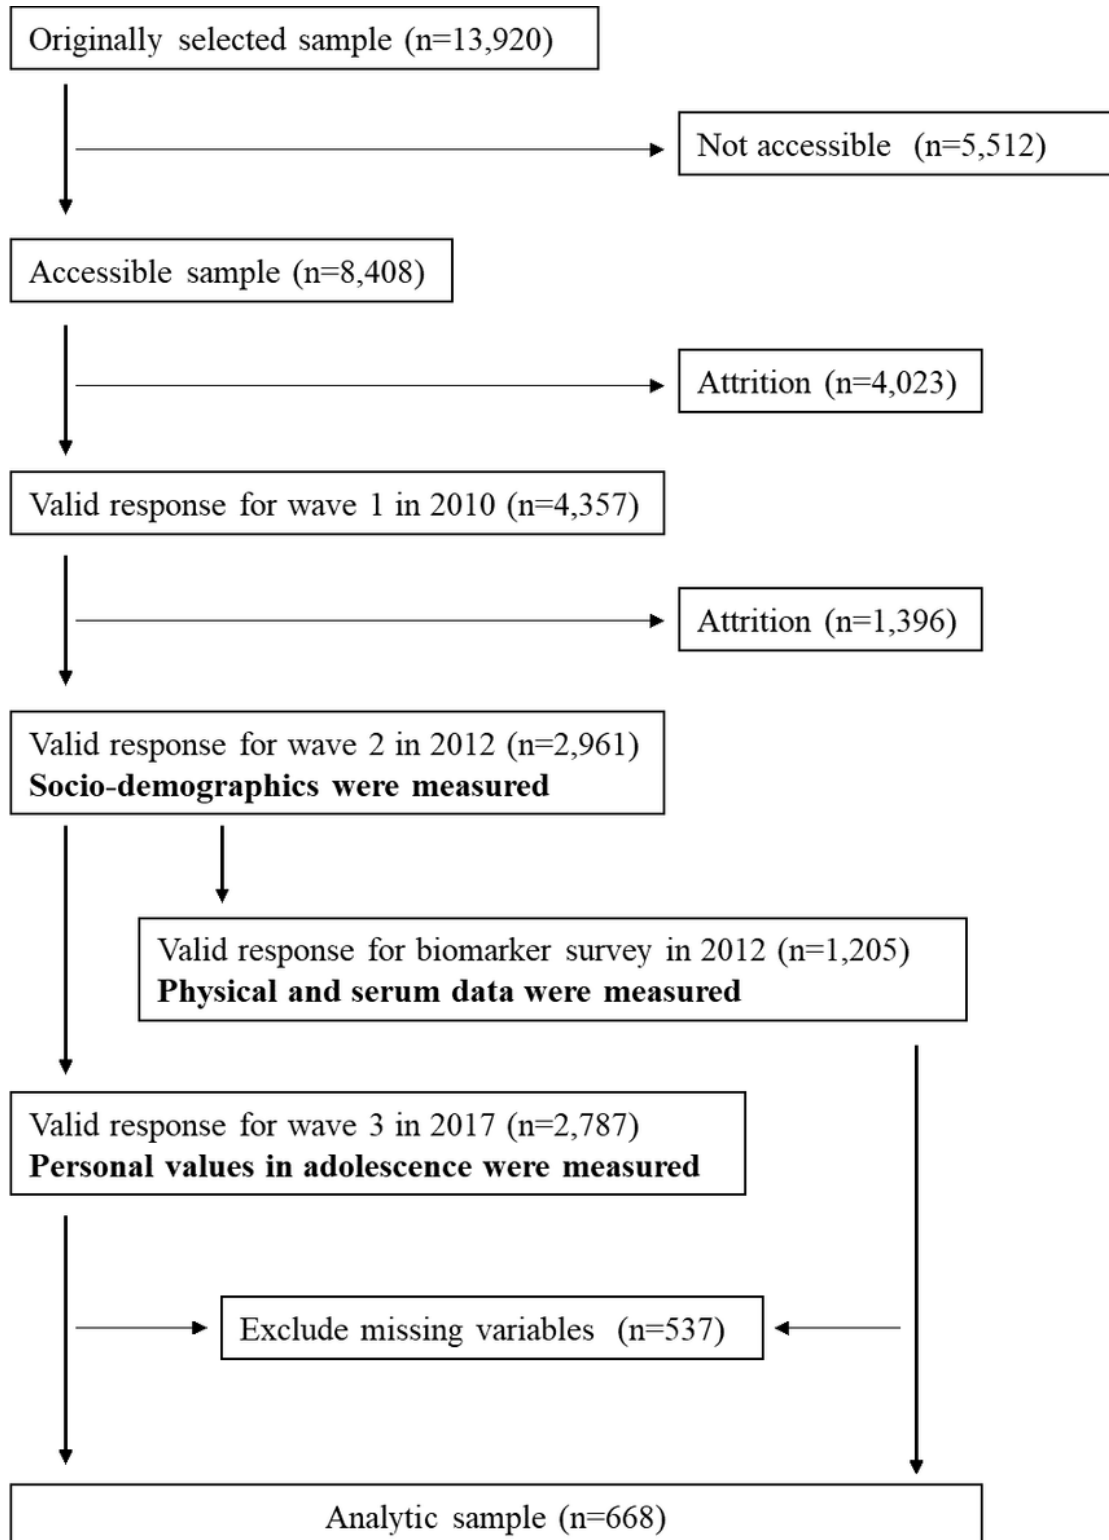 Originally selected sample (n=13,920)
Not accessible (n=5,512)
Accessible sample (n=8,408)
Attrition (n=4,023)
Valid response for wave 1 in 2010 (n=4,357)
Attrition (n=1,396)
Valid response for wave 2 in 2012 (n=2,961)
Socio-demographics were measured
Valid response for biomarker survey in 2012 (n=1,205)
Physical and serum data were measured
Valid response for wave 3 in 2017 (n=2,787)
Personal values in adolescence were measured
Exclude missing variables (n=537)
Analytic sample (n=668)